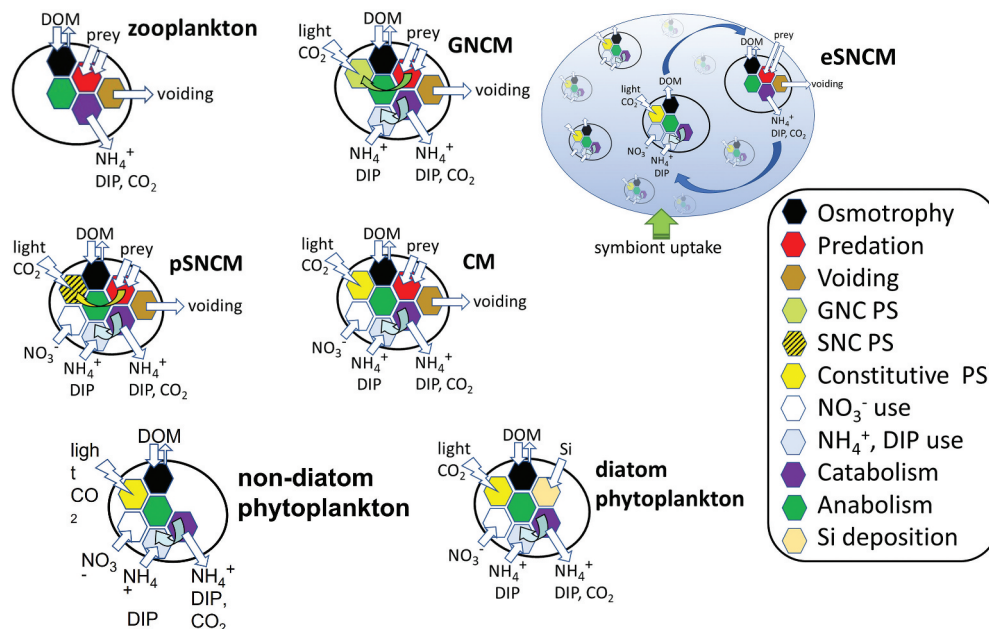 zooplankton
DOM
prey
voiding
NH₄⁺
DIP, CO₂
GNCM
light
CO₂
DOM
prey
voiding
NH₄⁺
DIP
NH₄⁺
DIP, CO₂
eSNCM
light
CO₂
DOM
NO₃
NH₄⁺
DIP
DOM
prey
voiding
NH₄⁺
DIP, CO₂
symbiont uptake
pSNCM
light
CO₂
DOM
prey
voiding
NO₃⁻
NH₄⁺
DIP
NH₄⁺
DIP, CO₂
CM
light
CO₂
DOM
prey
voiding
NO₃⁻
NH₄⁺
DIP
NH₄⁺
DIP, CO₂
non-diatom
phytoplankton
ligh
t
CO
2
DOM
NO₃
-
NH₄
+
DIP
NH₄⁺
DIP,
CO₂
diatom
phytoplankton
light
CO₂
DOM
Si
NO₃⁻
NH₄⁺
DIP
NH₄⁺
DIP, CO₂
Osmotrophy
Predation
Voiding
GNC PS
SNC PS
Constitutive PS
NO₃⁻ use
NH₄⁺, DIP use
Catabolism
Anabolism
Si deposition